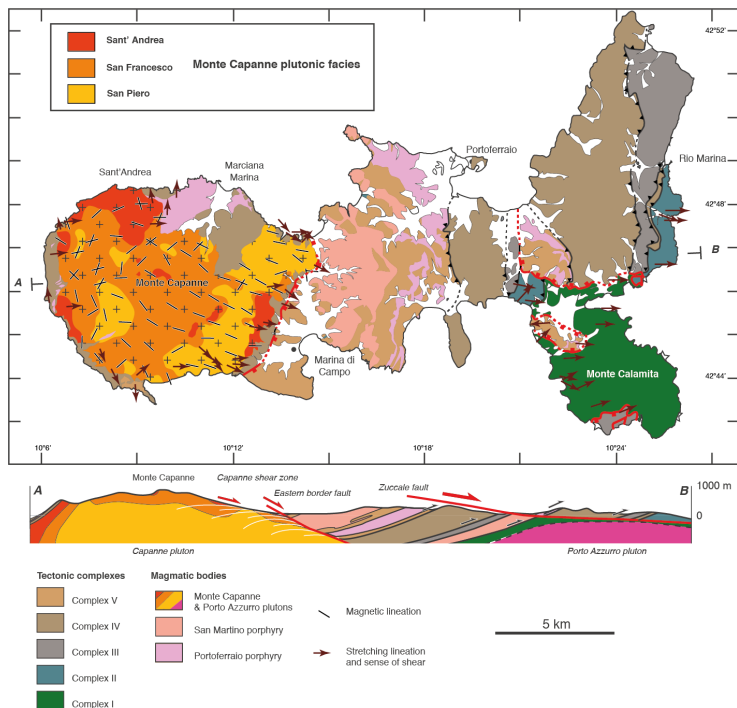 Sant' Andrea
San Francesco
San Piero
Monte Capanne plutonic facies
42°52'
Portoferraio
Rio Marina
Sant'Andrea
Marciana
Marina
42°48'
A
Monte Capanne
B
Marina di
Campo
Monte Calamita
42°44'
10°6'
10°12'
10°18'
10°24'
A
Monte Capanne
Capanne shear zone
Eastern border fault
Zuccale fault
B
1000 m
0
Capanne pluton
Porto Azzuro pluton
Tectonic complexes
Complex V
Complex IV
Complex III
Complex II
Complex I
Magmatic bodies
Monte Capanne
& Porto Azzuro plutons
San Martino porphyry
Portoferraio porphyry
Magnetic lineation
Stretching lineation
and sense of shear
5 km